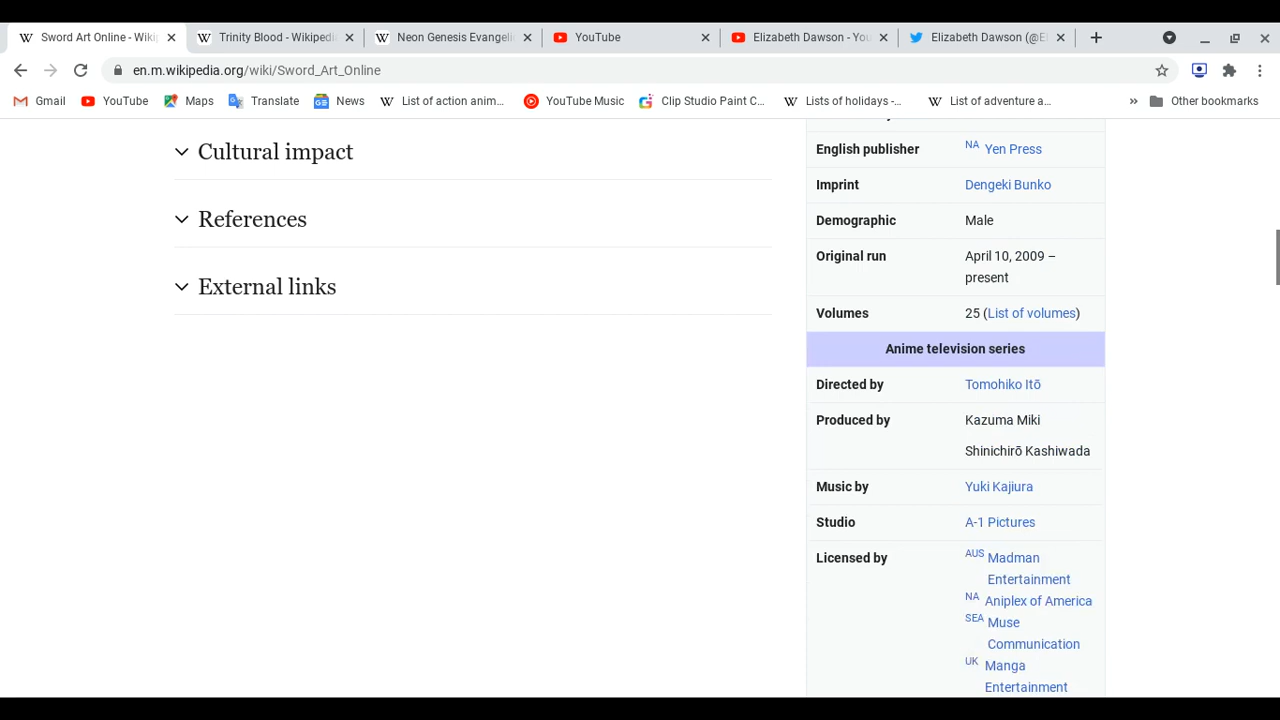 Sword Art Online - Wiki
Trinity Blood - Wikipedi
Neon Genesis Evangeli
YouTube
Elizabeth Dawson - You
Elizabeth Dawson (@El
en.m.wikipedia.org/wiki/Sword_Art_Online
Gmail
YouTube
Maps
Translate
News
List of action anim...
YouTube Music
Clip Studio Paint C...
Lists of holidays -...
List of adventure a...
»
Other bookmarks
Cultural impact
References
External links
English publisher
NA Yen Press
Imprint
Dengeki Bunko
Demographic
Male
Original run
April 10, 2009 –
present
Volumes
25 (List of volumes)
Anime television series
Directed by
Tomohiko Itō
Produced by
Kazuma Miki
Shinichirō Kashiwada
Music by
Yuki Kajiura
Studio
A-1 Pictures
Licensed by
AUS Madman
Entertainment
NA Aniplex of America
SEA Muse
Communication
UK Manga
Entertainment